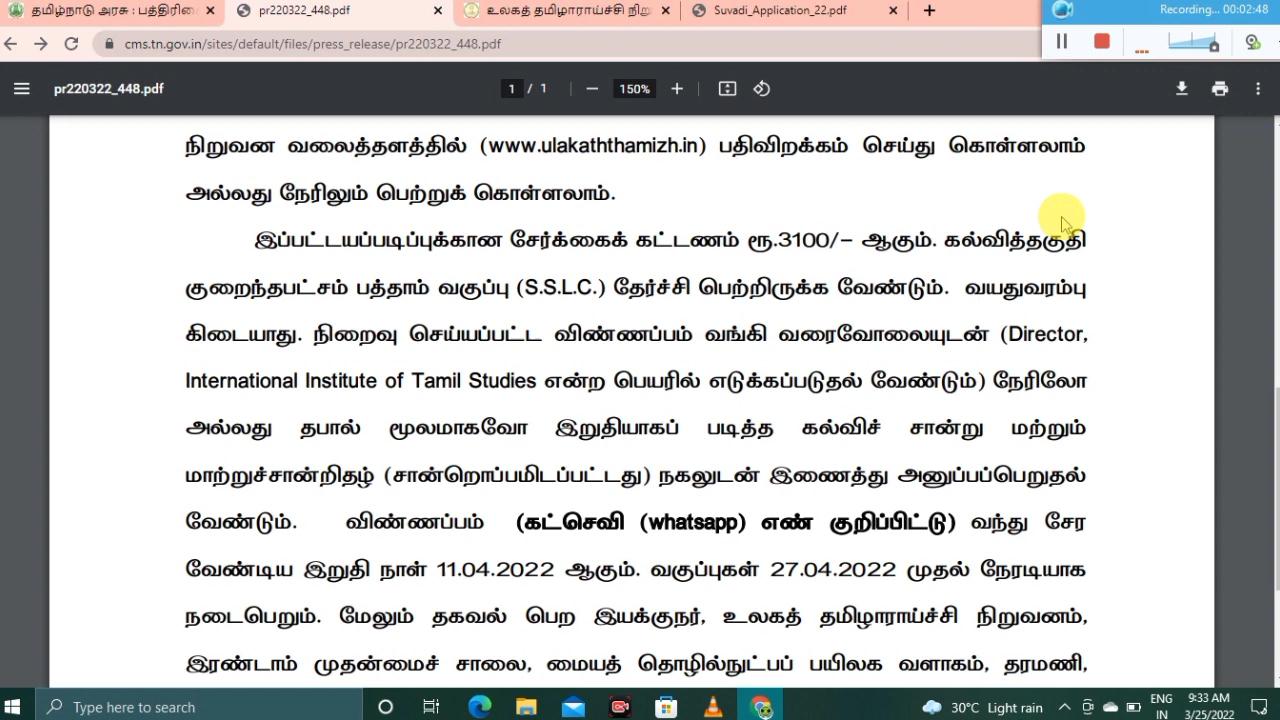 தமிழ்நாடு அரசு : பத்திரிகை
pr220322_448.pdf
உலகத் தமிழாராய்ச்சி நிறு
Suvadi_Application_22.pdf
Recording... 00:02:48
cms.tn.gov.in/sites/default/files/press_release/pr220322_448.pdf
pr220322_448.pdf
1 / 1
150%
நிறுவன வலைத்தளத்தில் (www.ulakaththamizh.in) பதிவிறக்கம் செய்து கொள்ளலாம்
அல்லது நேரிலும் பெற்றுக் கொள்ளலாம்.
இப்பட்டயப்படிப்புக்கான சேர்க்கைக் கட்டணம் ரூ.3100/– ஆகும். கல்வித்தகுதி
குறைந்தபட்சம் பத்தாம் வகுப்பு (S.S.L.C.) தேர்ச்சி பெற்றிருக்க வேண்டும். வயதுவரம்பு
கிடையாது. நிறைவு செய்யப்பட்ட விண்ணப்பம் வங்கி வரைவோலையுடன் (Director,
International Institute of Tamil Studies என்ற பெயரில் எடுக்கப்படுதல் வேண்டும்) நேரிலோ
அல்லது தபால் மூலமாகவோ இறுதியாகப் படித்த கல்விச் சான்று மற்றும்
மாற்றுச்சான்றிதழ் (சான்றொப்பமிடப்பட்டது) நகலுடன் இணைத்து அனுப்பப்பெறுதல்
வேண்டும். விண்ணப்பம் (கட்செவி (whatsapp) எண் குறிப்பிட்டு) வந்து சேர
வேண்டிய இறுதி நாள் 11.04.2022 ஆகும். வகுப்புகள் 27.04.2022 முதல் நேரடியாக
நடைபெறும். மேலும் தகவல் பெற இயக்குநர், உலகத் தமிழாராய்ச்சி நிறுவனம்,
இரண்டாம் முதன்மைச் சாலை, மையத் தொழில்நுட்பப் பயிலக வளாகம், தரமணி,
Type here to search
30°C Light rain
ENG
IN
9:33 AM
3/25/2022